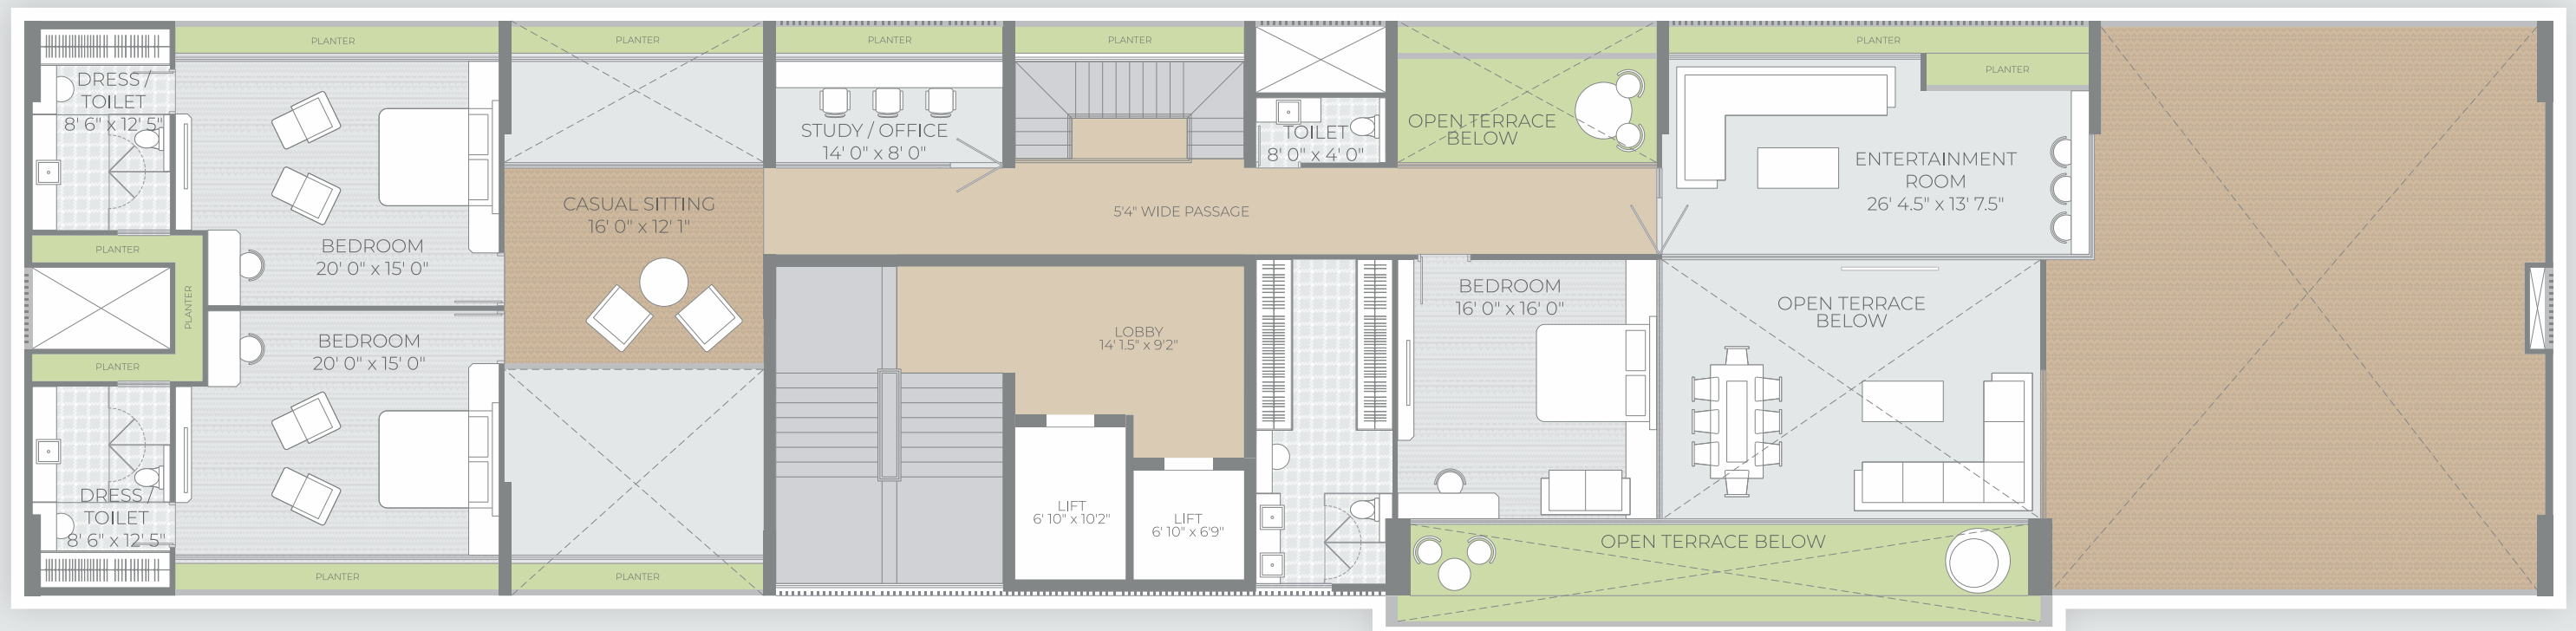 PLANTER
PLANTER
PLANTER
PLANTER
PLANTER
PLANTER
DRESS /
TOILET
8' 6" x 12' 5"
STUDY / OFFICE
14' 0" x 8' 0"
TOILET
8' 0" x 4' 0"
OPEN TERRACE
BELOW
ENTERTAINMENT
ROOM
26' 4.5" x 13' 7.5"
CASUAL SITTING
16' 0" x 12' 1"
5'4" WIDE PASSAGE
BEDROOM
20' 0" x 15' 0"
PLANTER
PLANTER
PLANTER
BEDROOM
20' 0" x 15' 0"
LOBBY
14' 1.5" x 9'2"
BEDROOM
16' 0" x 16' 0"
OPEN TERRACE
BELOW
DRESS /
TOILET
8' 6" x 12' 5"
LIFT
6' 10" x 10'2"
LIFT
6' 10" x 6'9"
OPEN TERRACE BELOW
PLANTER
PLANTER